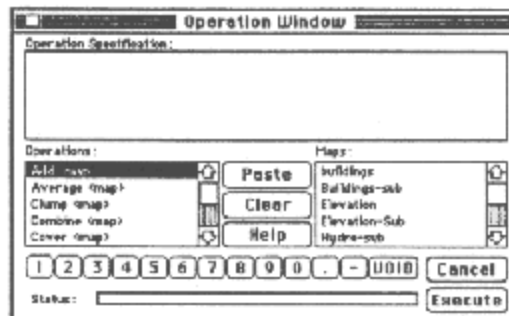 Operation Window
Operation Specification:
Operations:
Add <map>
Average <map>
Clump <map>
Combine <map>
Cover <map>
Paste
Clear
Help
Maps:
buildings
Buildings-sub
Elevation
Elevation-Sub
Hydro-sub
1 2 3 4 5 6 7 8 9 0 . - VOID
Cancel
Status:
Execute